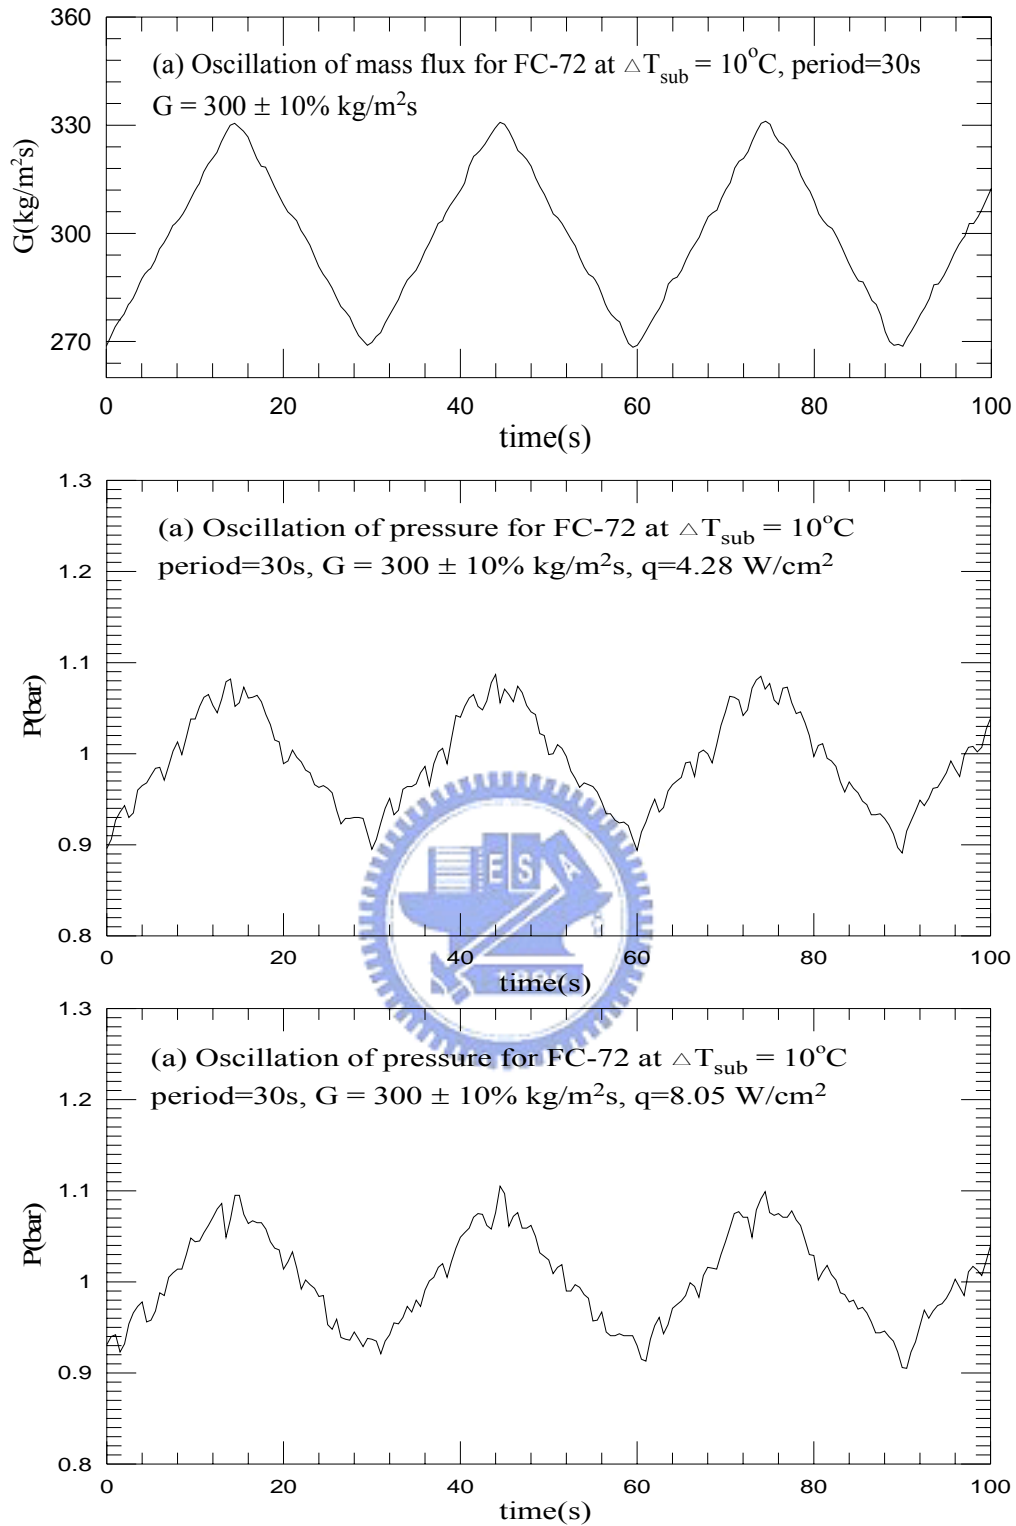 360
(a) Oscillation of mass flux for FC-72 at △Tsub = 10°C, period=30s
G = 300 ± 10% kg/m²s
330
G(kg/m²s)
300
270
0 20 40 60 80 100
time(s)
1.3
(a) Oscillation of pressure for FC-72 at △Tsub = 10°C
period=30s, G = 300 ± 10% kg/m²s, q=4.28 W/cm²
1.2
1.1
P(bar)
1
0.9
E S A
0.8
0 20 40 60 80 100
1896
time(s)
1.3
(a) Oscillation of pressure for FC-72 at △Tsub = 10°C
period=30s, G = 300 ± 10% kg/m²s, q=8.05 W/cm²
1.2
1.1
P(bar)
1
0.9
0.8
0 20 40 60 80 100
time(s)